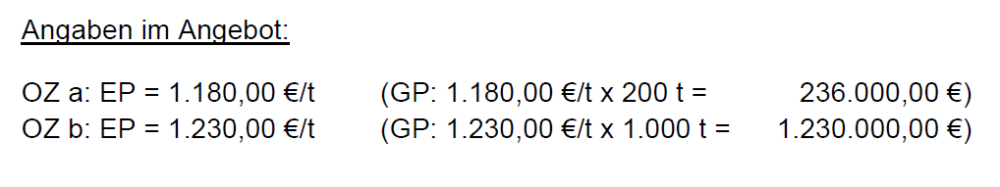 Angaben im Angebot:
OZ a: EP = 1.180,00 €/t (GP: 1.180,00 €/t x 200 t = 236.000,00 €)
OZ b: EP = 1.230,00 €/t (GP: 1.230,00 €/t x 1.000 t = 1.230.000,00 €)